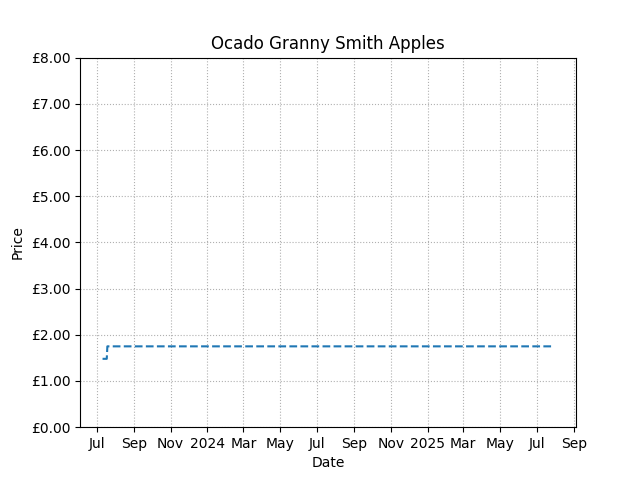 Ocado Granny Smith Apples
£8.00
£7.00
£6.00
£5.00
£4.00
£3.00
£2.00
£1.00
£0.00
Price
Jul Sep Nov 2024 Mar May Jul Sep Nov 2025 Mar May Jul Sep
Date